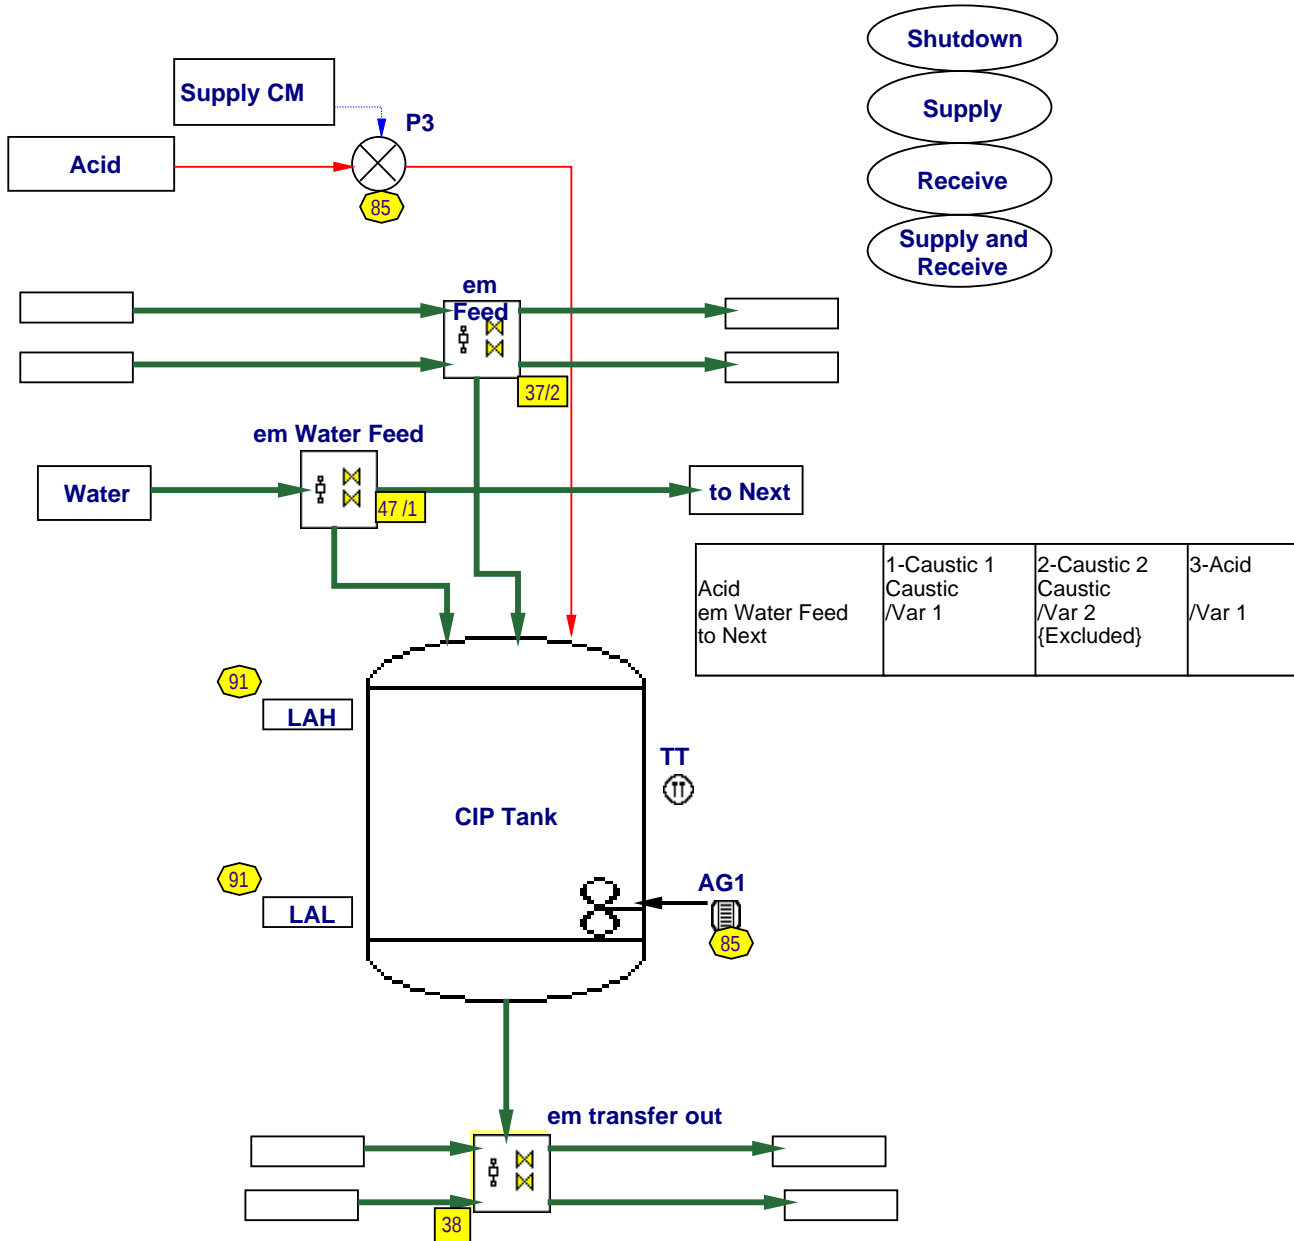 Shutdown
Supply CM
Supply
P3
Acid
Receive
85
Supply and
Receive
em
Feed
37/2
em Water Feed
Water
47 /1
to Next
Acid
em Water Feed
to Next
1-Caustic 1
Caustic
/Var 1
2-Caustic 2
Caustic
/Var 2
{Excluded}
3-Acid
/Var 1
91
LAH
TT
CIP Tank
91
LAL
AG1
85
em transfer out
38